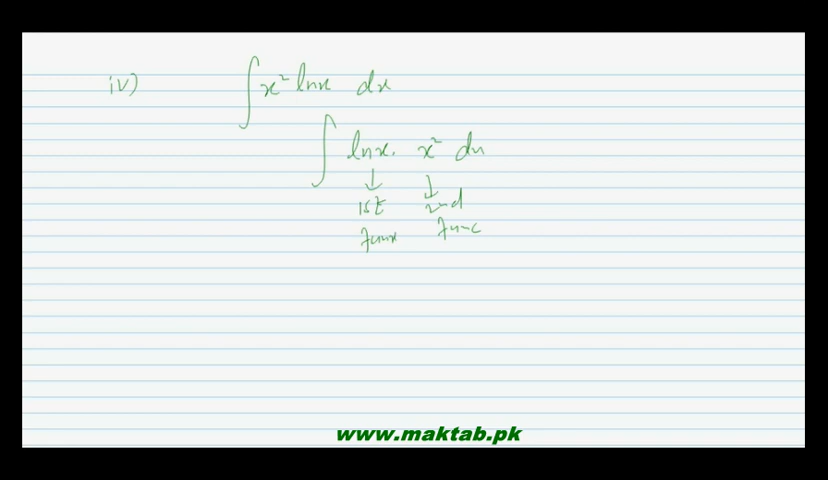 iv) ∫ x² lnx dx
∫ lnx. x² dx
↓ ↓
1st 2nd
func func
www.maktab.pk